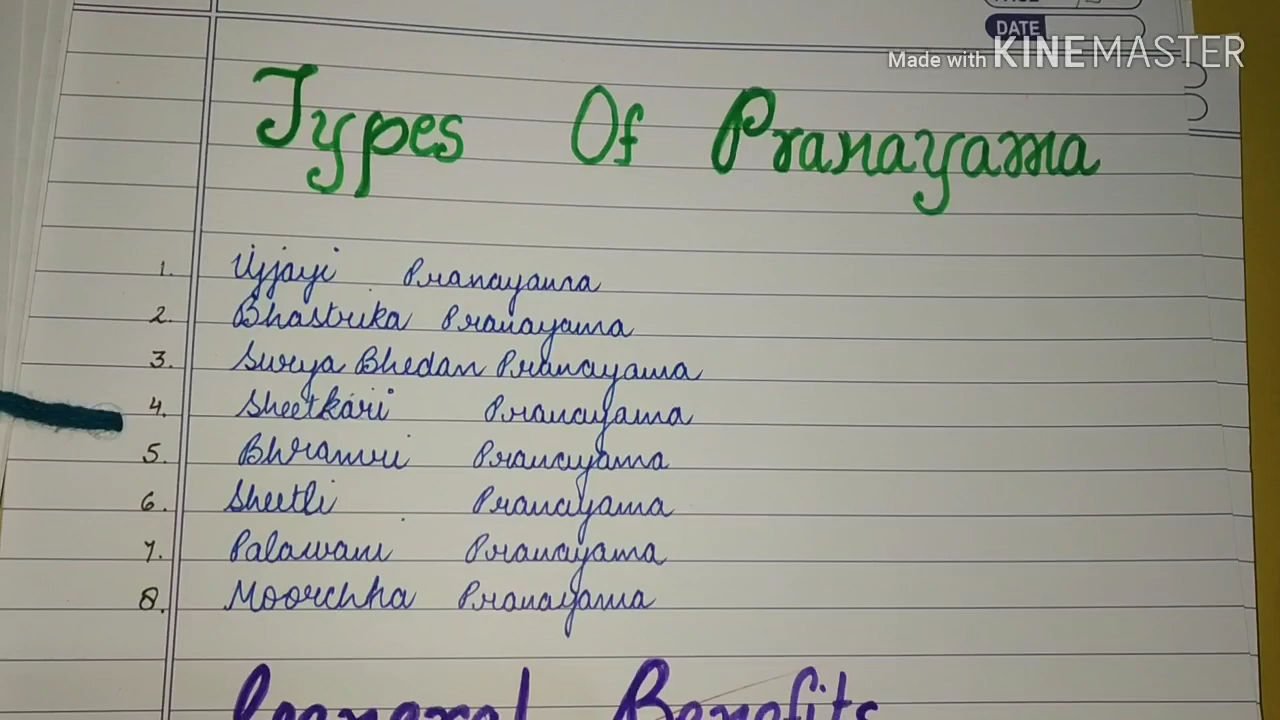 DATE
Made with KINEMASTER
Types Of Pranayama
1. Ujjayi Pranayama
2. Bhastrika Pranayama
3. Surya Bhedan Pranayama
4. Sheetkari Pranayama
5. Bhramri Pranayama
6. Sheetli Pranayama
7. Palawani Pranayama
8. Moorchha Pranayama
Benefits